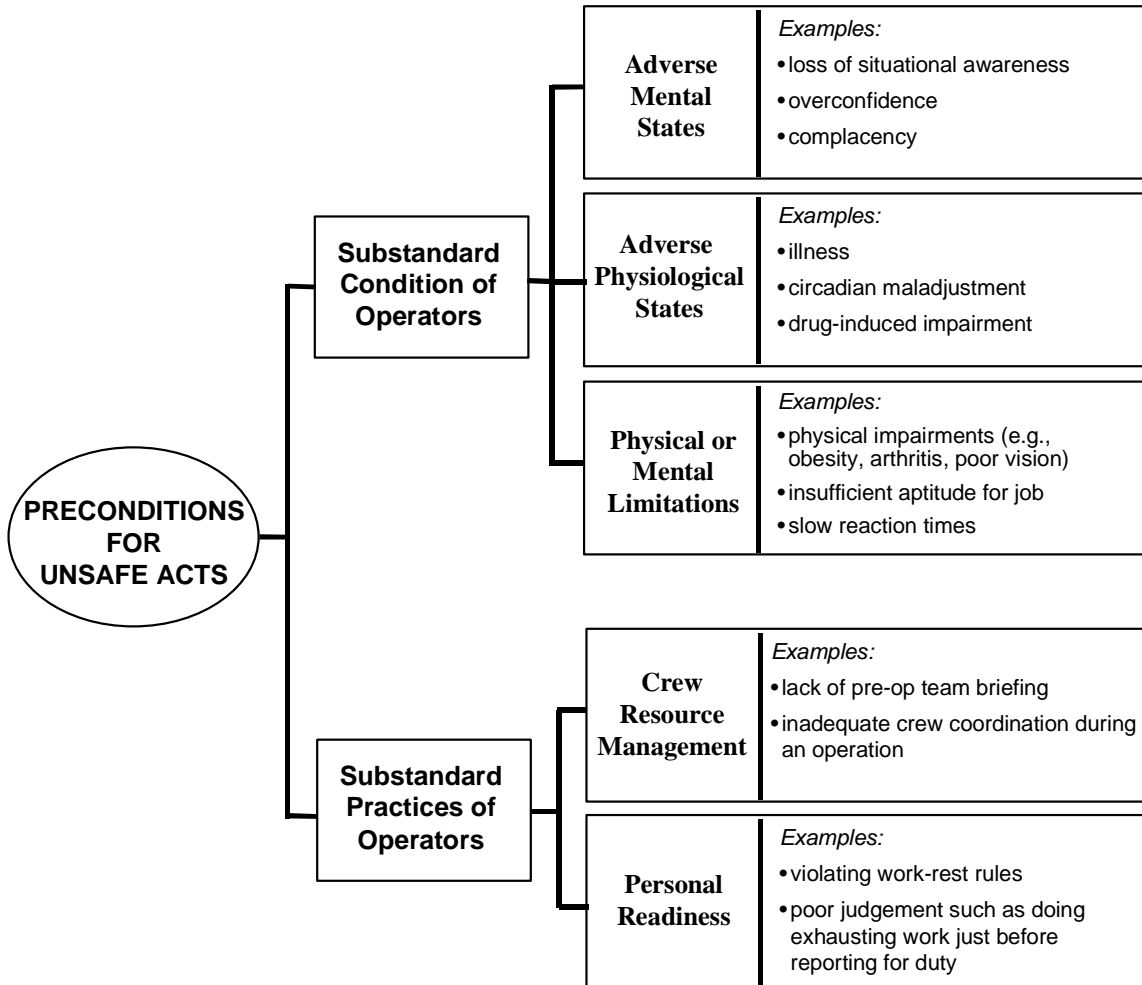 PRECONDITIONS
FOR
UNSAFE ACTS
Substandard
Condition of
Operators
Adverse
Mental
States
Examples:
•loss of situational awareness
•overconfidence
•complacency
Adverse
Physiological
States
Examples:
•illness
•circadian maladjustment
•drug-induced impairment
Physical or
Mental
Limitations
Examples:
•physical impairments (e.g.,
obesity, arthritis, poor vision)
•insufficient aptitude for job
•slow reaction times
Substandard
Practices of
Operators
Crew
Resource
Management
Examples:
•lack of pre-op team briefing
•inadequate crew coordination during
an operation
Personal
Readiness
Examples:
•violating work-rest rules
•poor judgement such as doing
exhausting work just before
reporting for duty